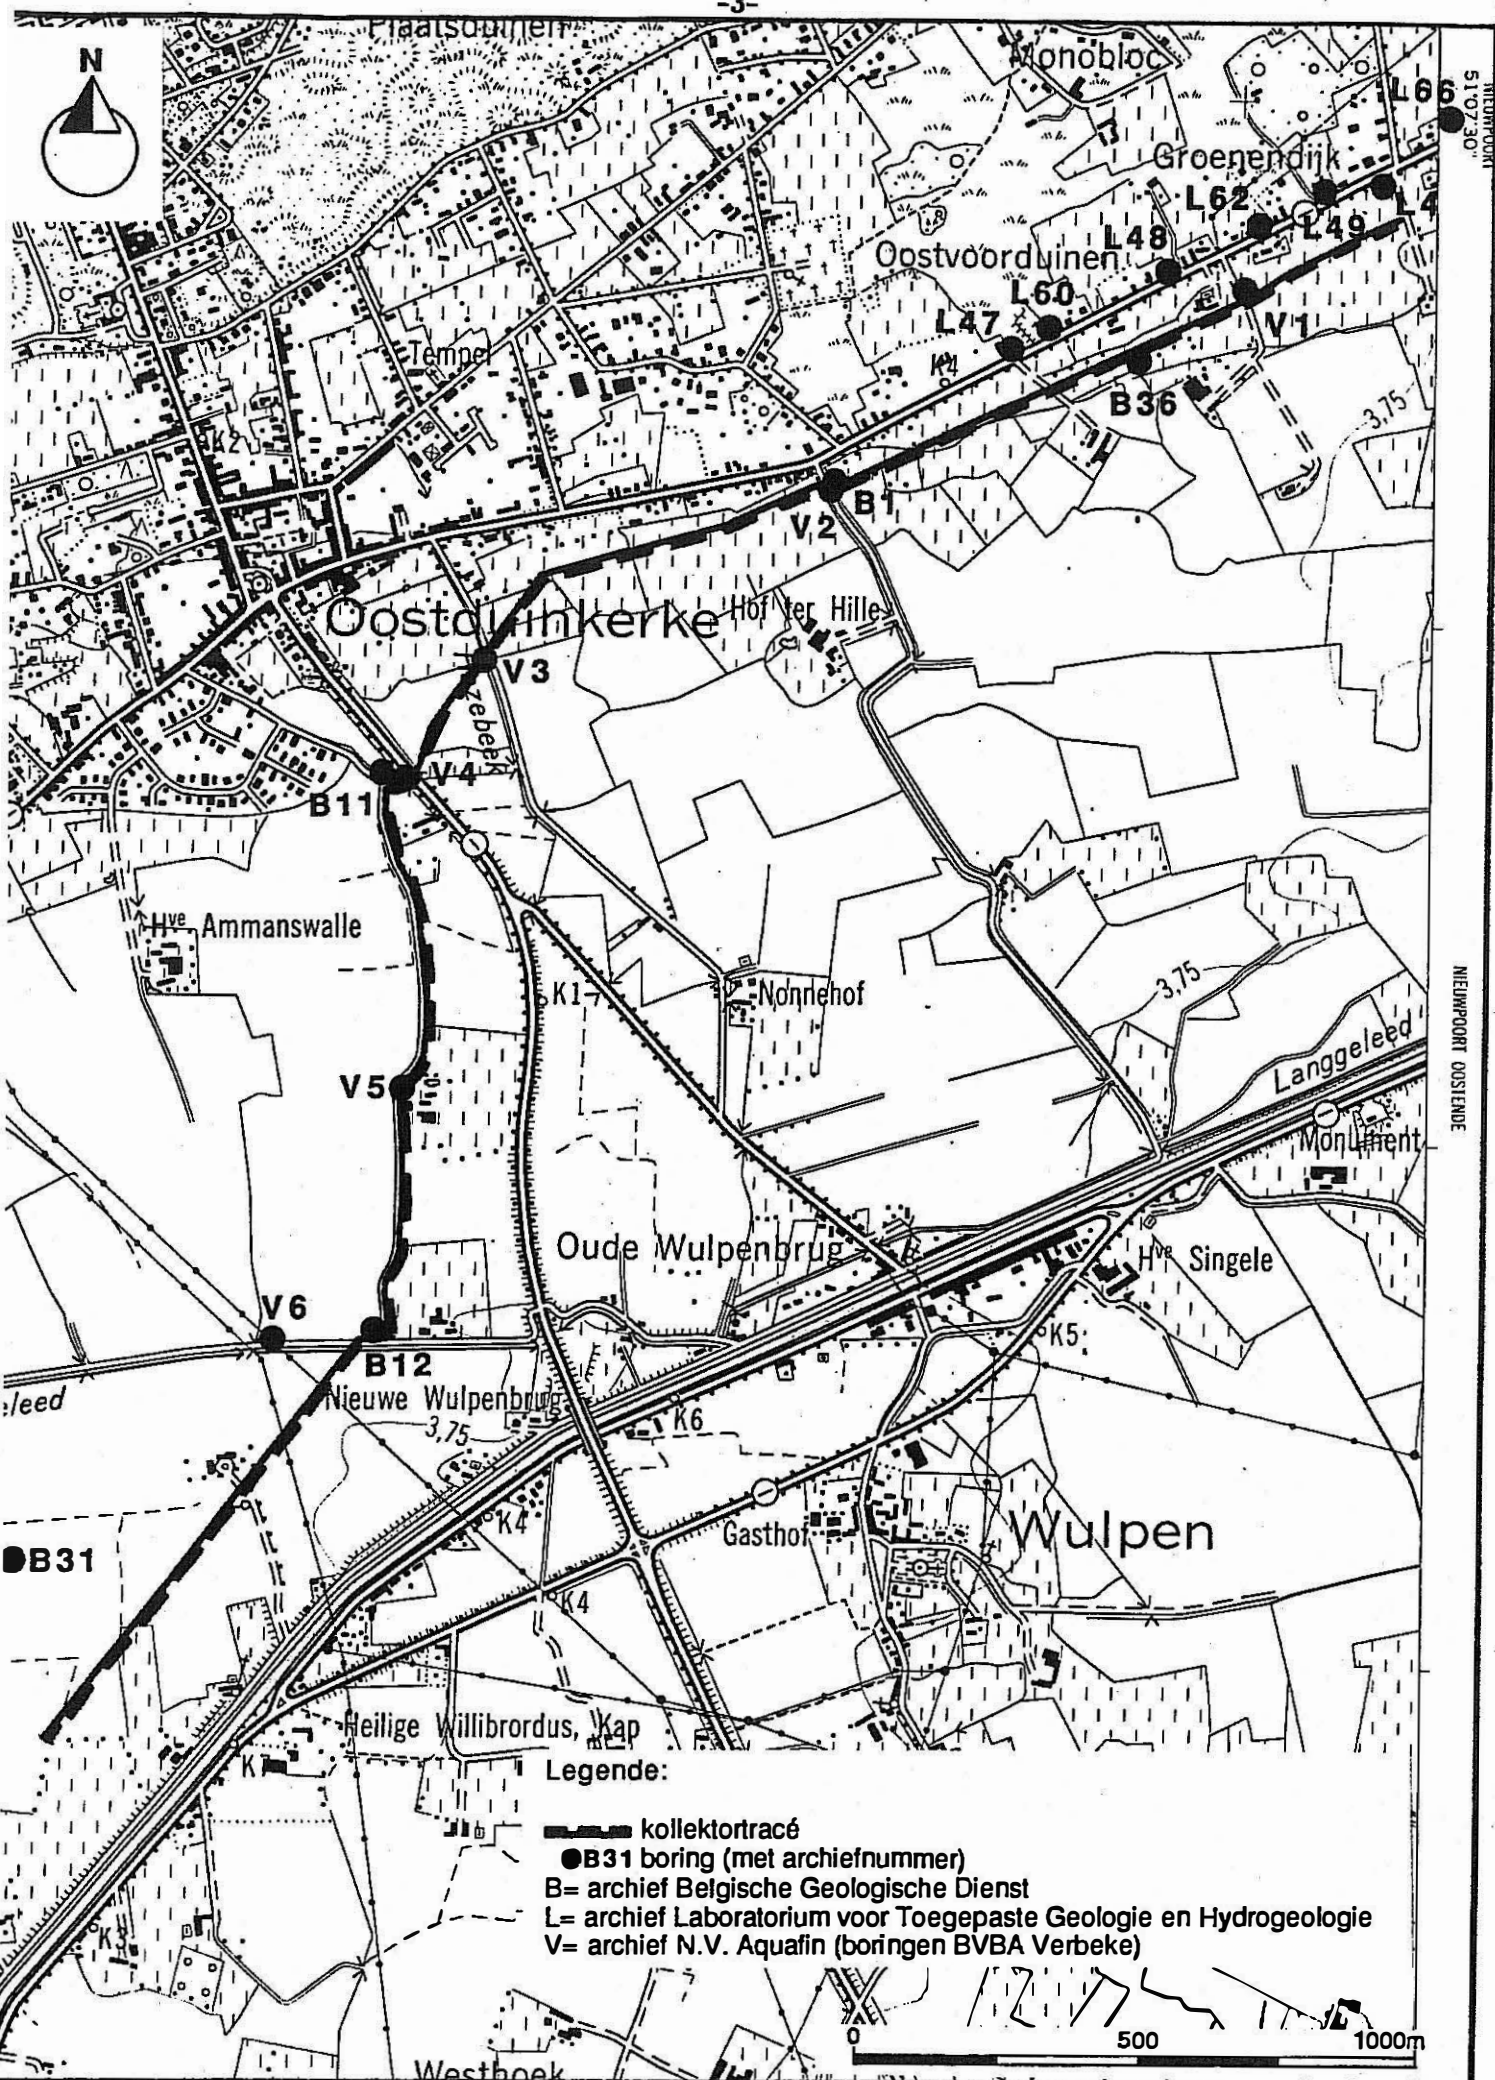 -3-
Plaatsduinen
N
Monobloc
L66
NIEUWPOORT
51°07'30"
Groenendijk
L62
L4
L49
L48
Oostvoorduinen
L60
L47
V1
Tempel
K4
B36
3,75
K2
B1
V2
Oostduinkerke
Hof ter Hille
V3
zebeek
V4
B11
Hve Ammanswalle
K1
Nonnehof
3,75
NIEUWPOORT OOSTENDE
Langgeleed
V5
Monument
Oude Wulpenbrug
Hve Singele
V6
K5
B12
eleed
Nieuwe Wulpenbrug
3,75
K6
K4
Gasthof
Wulpen
B31
K4
Heilige Willibrordus, Kap
K
Legende:
kollektortracé
B31 boring (met archiefnummer)
B= archief Belgische Geologische Dienst
L= archief Laboratorium voor Toegepaste Geologie en Hydrogeologie
V= archief N.V. Aquafin (boringen BVBA Verbeke)
K3
0 500 1000m
Westhoek